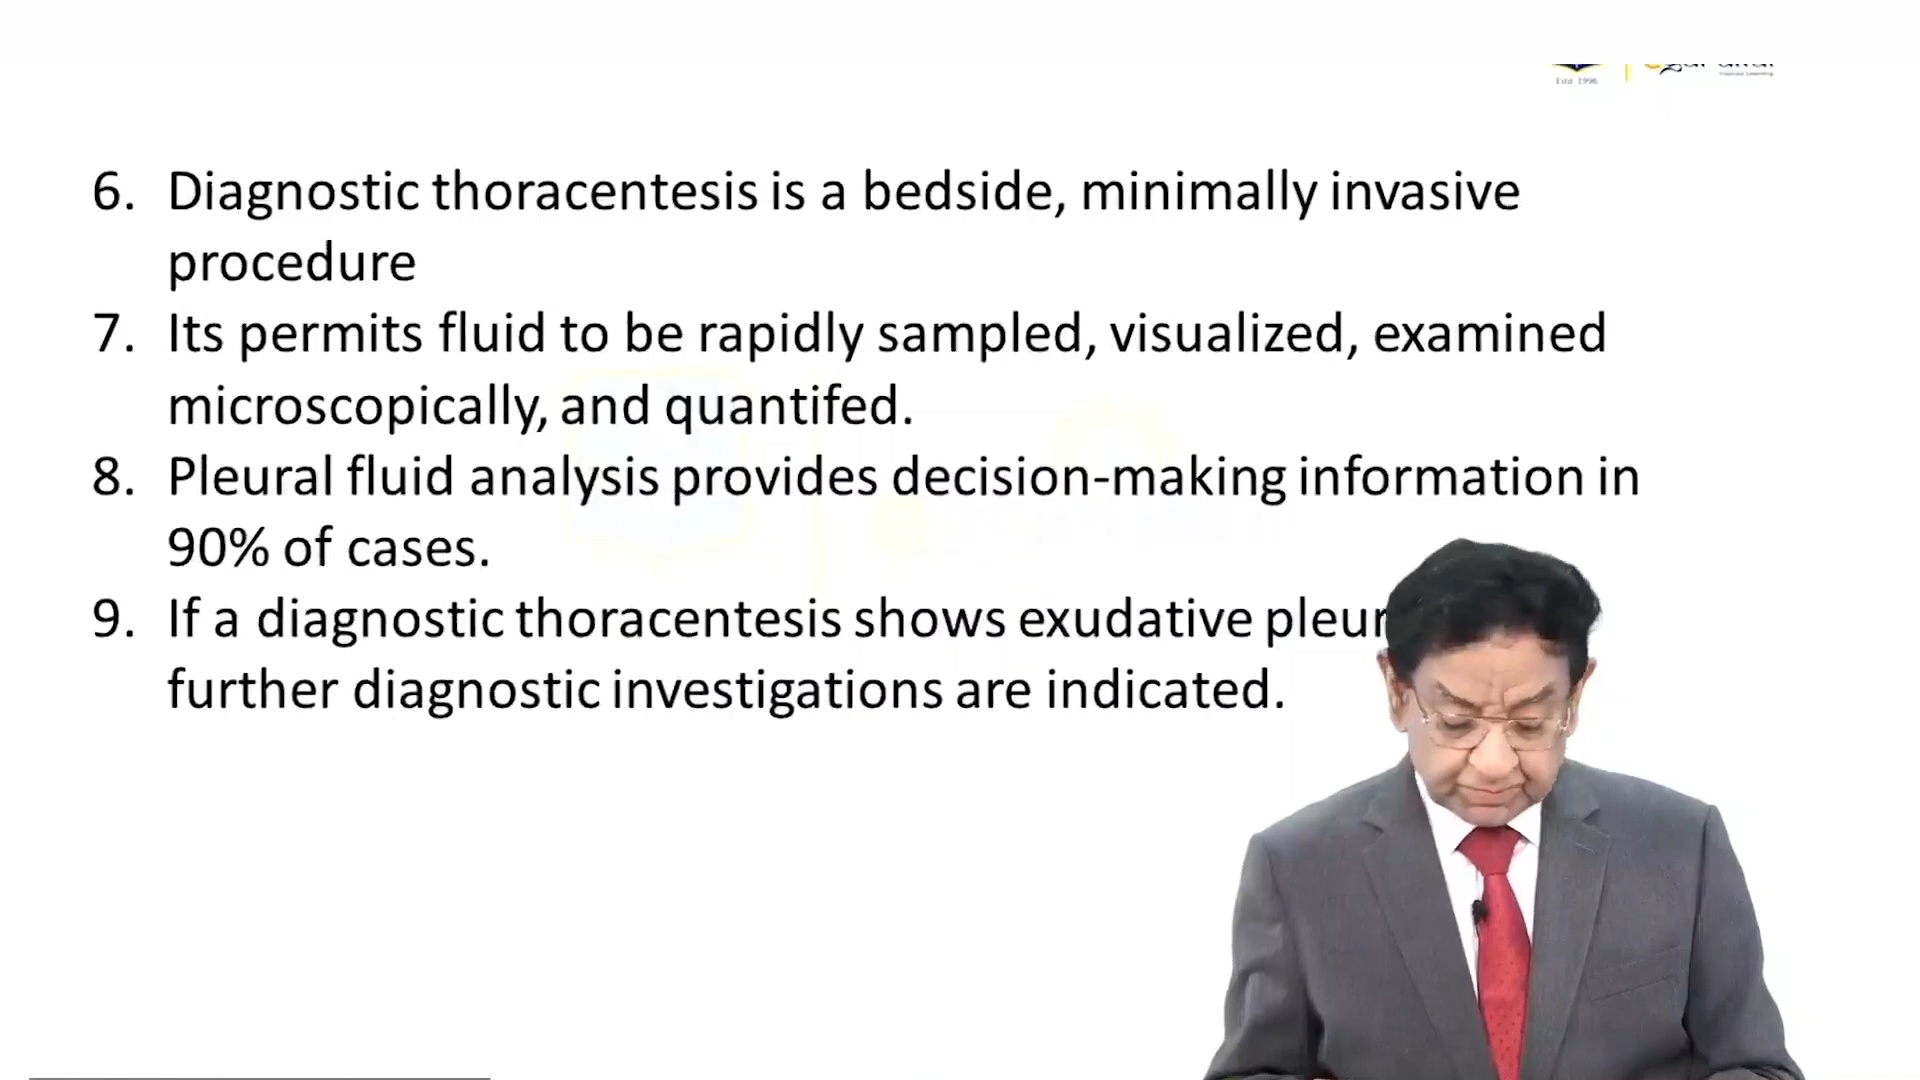 Estd 1996
6. Diagnostic thoracentesis is a bedside, minimally invasive
procedure
7. Its permits fluid to be rapidly sampled, visualized, examined
microscopically, and quantifed.
8. Pleural fluid analysis provides decision-making information in
90% of cases.
9. If a diagnostic thoracentesis shows exudative pleur
further diagnostic investigations are indicated.